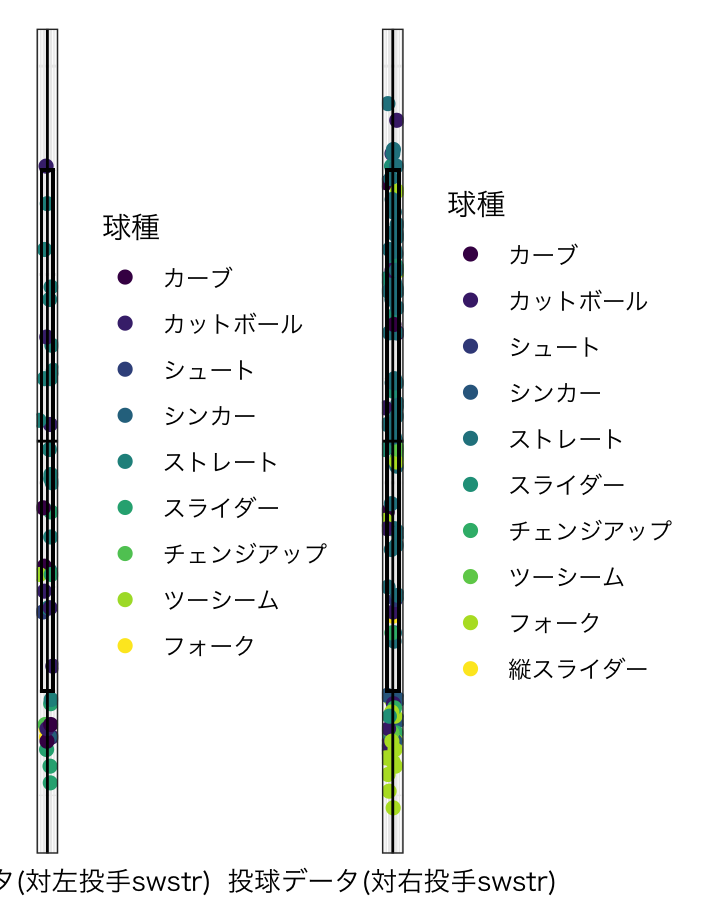 球種
カーブ
カットボール
シュート
シンカー
ストレート
スライダー
チェンジアップ
ツーシーム
フォーク
球種
カーブ
カットボール
シュート
シンカー
ストレート
スライダー
チェンジアップ
ツーシーム
フォーク
縦スライダー
タ(対左投手swstr)
投球データ(対右投手swstr)